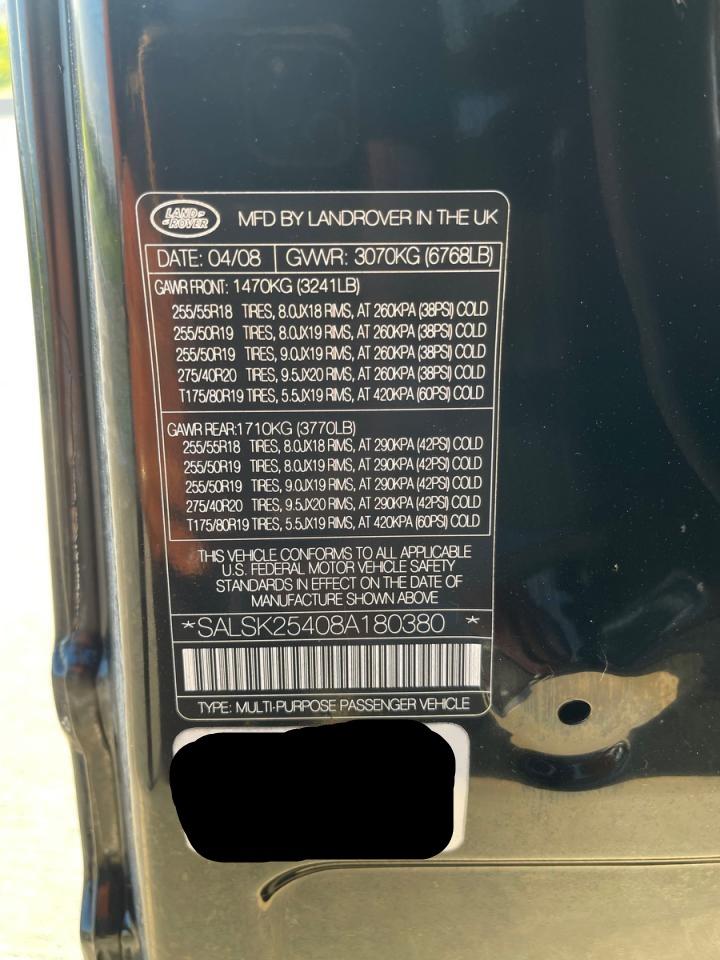 LAND-
-ROVER
MFD BY LANDROVER IN THE UK
DATE: 04/08 GVWR: 3070KG (6768LB)
GAWR FRONT: 1470KG (3241LB)
255/55R18 TIRES, 8.0JX18 RIMS, AT 260KPA (38PSI) COLD
255/50R19 TIRES, 8.0JX19 RIMS, AT 260KPA (38PSI) COLD
255/50R19 TIRES, 9.0JX19 RIMS, AT 260KPA (38PSI) COLD
275/40R20 TIRES, 9.5JX20 RIMS, AT 260KPA (38PSI) COLD
T175/80R19 TIRES, 5.5JX19 RIMS, AT 420KPA (60PSI) COLD
GAWR REAR:1710KG (3770LB)
255/55R18 TIRES, 8.0JX18 RIMS, AT 290KPA (42PSI) COLD
255/50R19 TIRES, 8.0JX19 RIMS, AT 290KPA (42PSI) COLD
255/50R19 TIRES, 9.0JX19 RIMS, AT 290KPA (42PSI) COLD
275/40R20 TIRES, 9.5JX20 RIMS, AT 290KPA (42PSI) COLD
T175/80R19 TIRES, 5.5JX19 RIMS, AT 420KPA (60PSI) COLD
THIS VEHICLE CONFORMS TO ALL APPLICABLE
U.S. FEDERAL MOTOR VEHICLE SAFETY
STANDARDS IN EFFECT ON THE DATE OF
MANUFACTURE SHOWN ABOVE
*SALSK25408A180380 *
TYPE: MULTI-PURPOSE PASSENGER VEHICLE